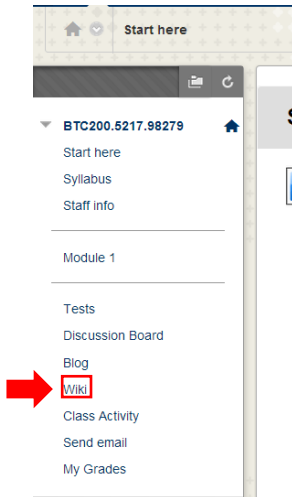 Start here
BTC200.5217.98279
Start here
Syllabus
Staff info
Module 1
Tests
Discussion Board
Blog
Wiki
Class Activity
Send email
My Grades